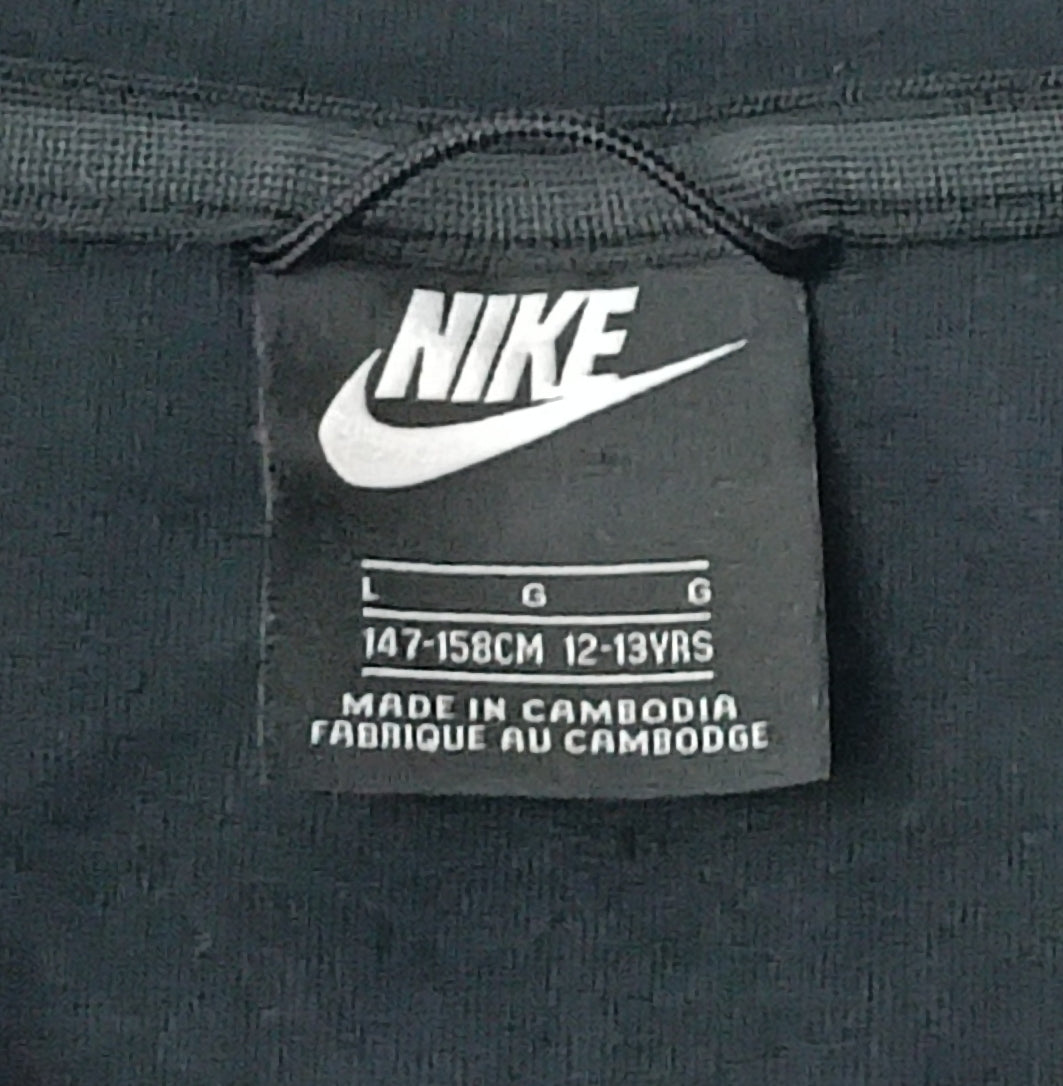 NIKE
L G G
147-158CM 12-13YRS
MADE IN CAMBODIA
FABRIQUE AU CAMBODGE